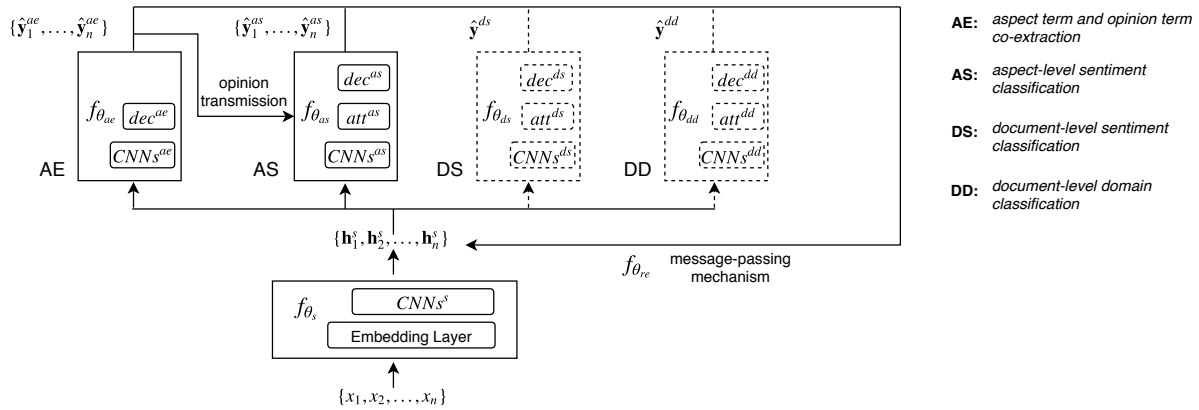 {ŷ₁ᵃᵉ, . . . , ŷₙᵃᵉ}
{ŷ₁ᵃˢ, . . . , ŷₙᵃˢ}
ŷᵈˢ
ŷᵈᵈ
opinion
transmission
f_θae
decᵃᵉ
CNNsᵃᵉ
AE
f_θas
decᵃˢ
attᵃˢ
CNNsᵃˢ
AS
f_θds
decᵈˢ
attᵈˢ
CNNsᵈˢ
DS
f_θdd
decᵈᵈ
attᵈᵈ
CNNsᵈᵈ
DD
{h₁ˢ, h₂ˢ, . . . , hₙˢ}
f_θre
message-passing
mechanism
f_θs
CNNsˢ
Embedding Layer
{x₁, x₂, . . . , xₙ}
AE: aspect term and opinion term
co-extraction
AS: aspect-level sentiment
classification
DS: document-level sentiment
classification
DD: document-level domain
classification